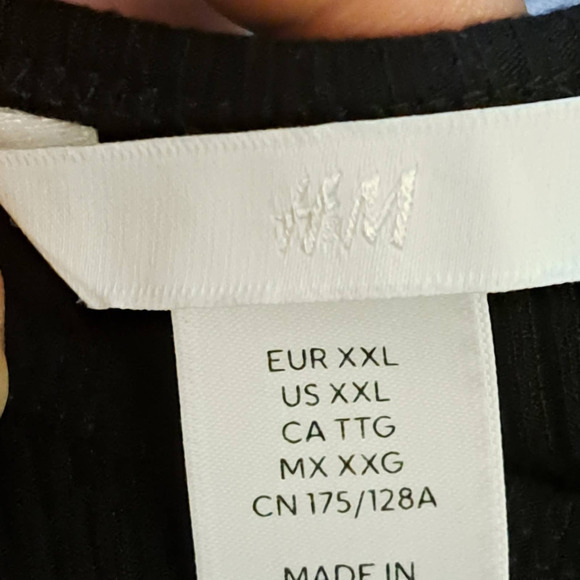 H&M
EUR XXL
US XXL
CA TTG
MX XXG
CN 175/128A
MADE IN